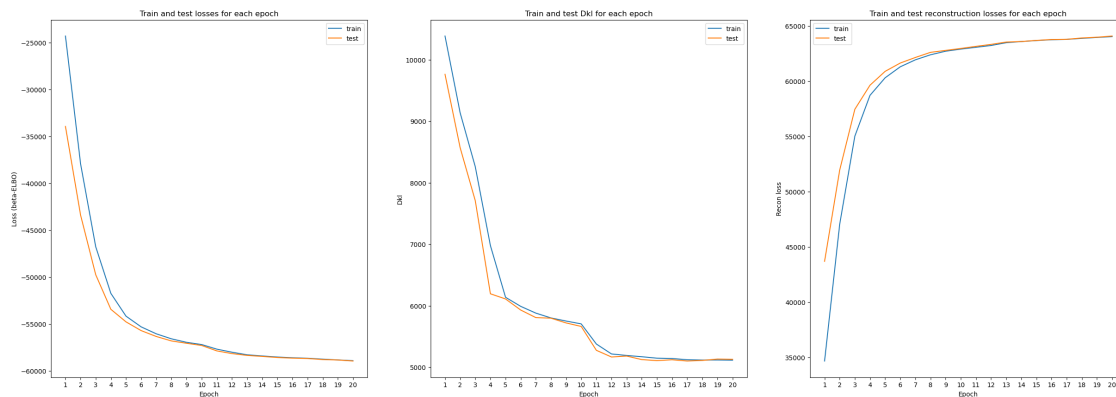 Train and test losses for each epoch
train
test
Loss (beta-ELBO)
−25000
−30000
−35000
−40000
−45000
−50000
−55000
−60000
1 2 3 4 5 6 7 8 9 10 11 12 13 14 15 16 17 18 19 20
Epoch
Train and test Dkl for each epoch
train
test
Dkl
10000
9000
8000
7000
6000
5000
1 2 3 4 5 6 7 8 9 10 11 12 13 14 15 16 17 18 19 20
Epoch
Train and test reconstruction losses for each epoch
train
test
Recon loss
65000
60000
55000
50000
45000
40000
35000
1 2 3 4 5 6 7 8 9 10 11 12 13 14 15 16 17 18 19 20
Epoch